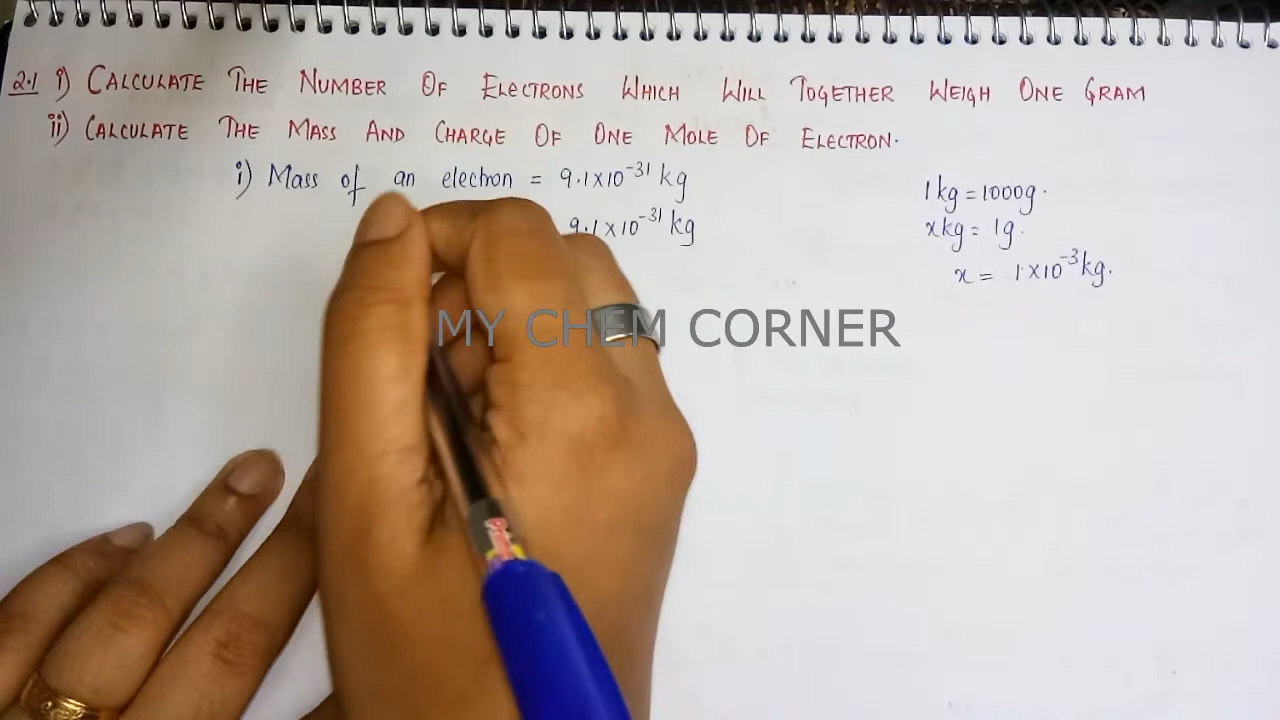 2.1 i) CALCULATE THE NUMBER OF ELECTRONS WHICH WILL TOGETHER WEIGH ONE GRAM
ii) CALCULATE THE MASS AND CHARGE OF ONE MOLE OF ELECTRON.
i) Mass of an electron = 9.1×10⁻³¹ kg
9.1×10⁻³¹ kg
1kg = 1000g.
xkg = 1g.
x = 1×10⁻³kg.
MY CHEM CORNER